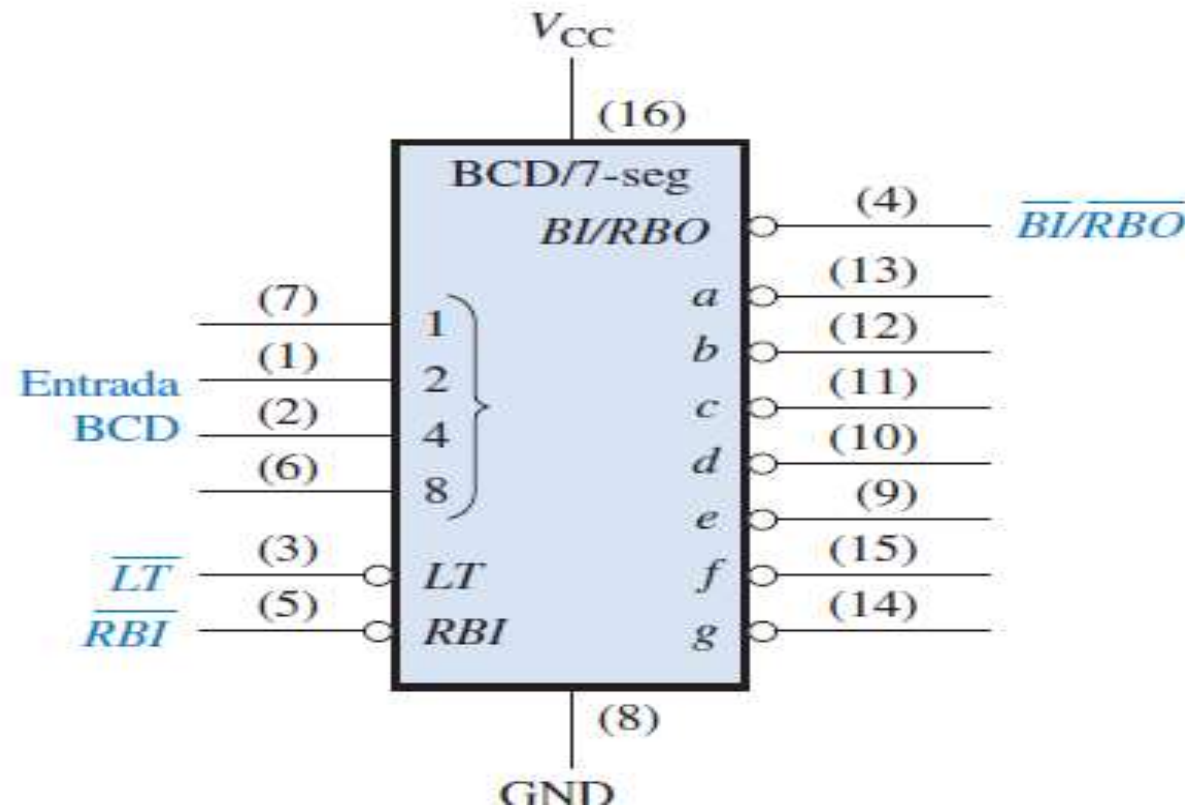 VCC
(16)
BCD/7-seg
BI/RBO (4) BI/RBO
a (13)
(7) 1
b (12)
(1) 2
Entrada
BCD
c (11)
(2) 4
d (10)
(6) 8
e (9)
LT (3) LT
f (15)
RBI (5) RBI
g (14)
(8)
GND